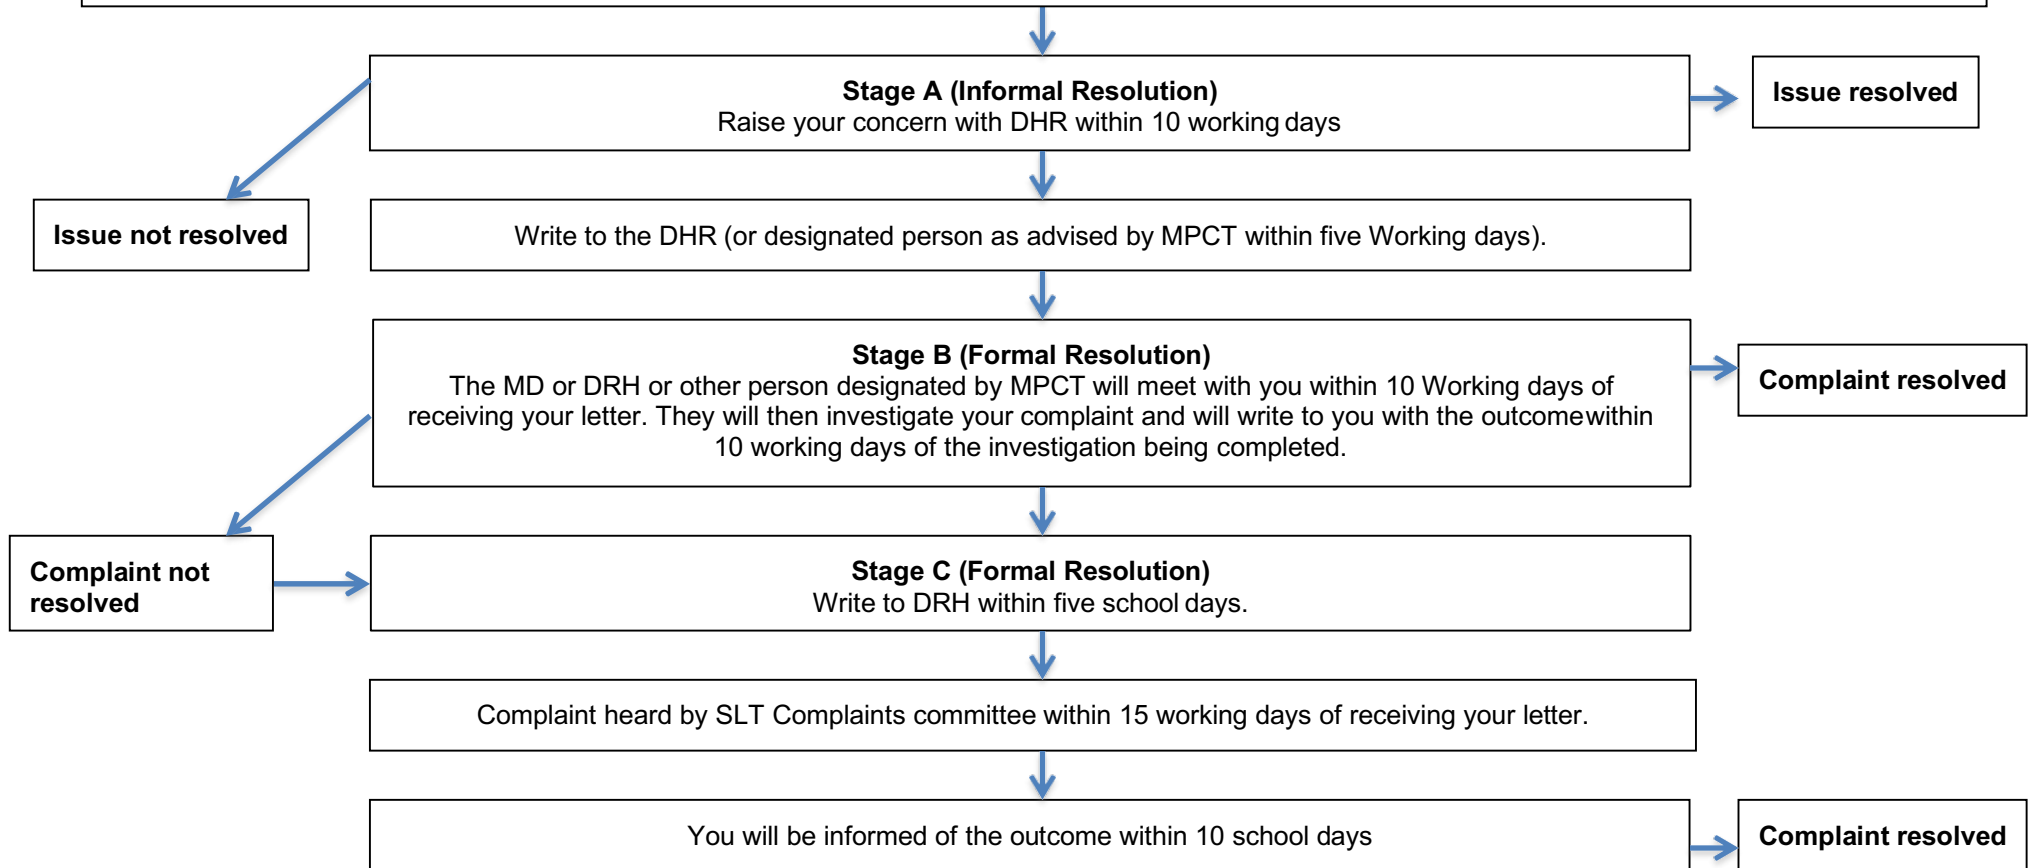 Stage A (Informal Resolution)
Raise your concern with DHR within 10 working days
Issue resolved
Issue not resolved
Write to the DHR (or designated person as advised by MPCT within five Working days).
Stage B (Formal Resolution)
The MD or DRH or other person designated by MPCT will meet with you within 10 Working days of
receiving your letter. They will then investigate your complaint and will write to you with the outcomewithin
10 working days of the investigation being completed.
Complaint resolved
Complaint not
resolved
Stage C (Formal Resolution)
Write to DRH within five school days.
Complaint heard by SLT Complaints committee within 15 working days of receiving your letter.
You will be informed of the outcome within 10 school days
Complaint resolved